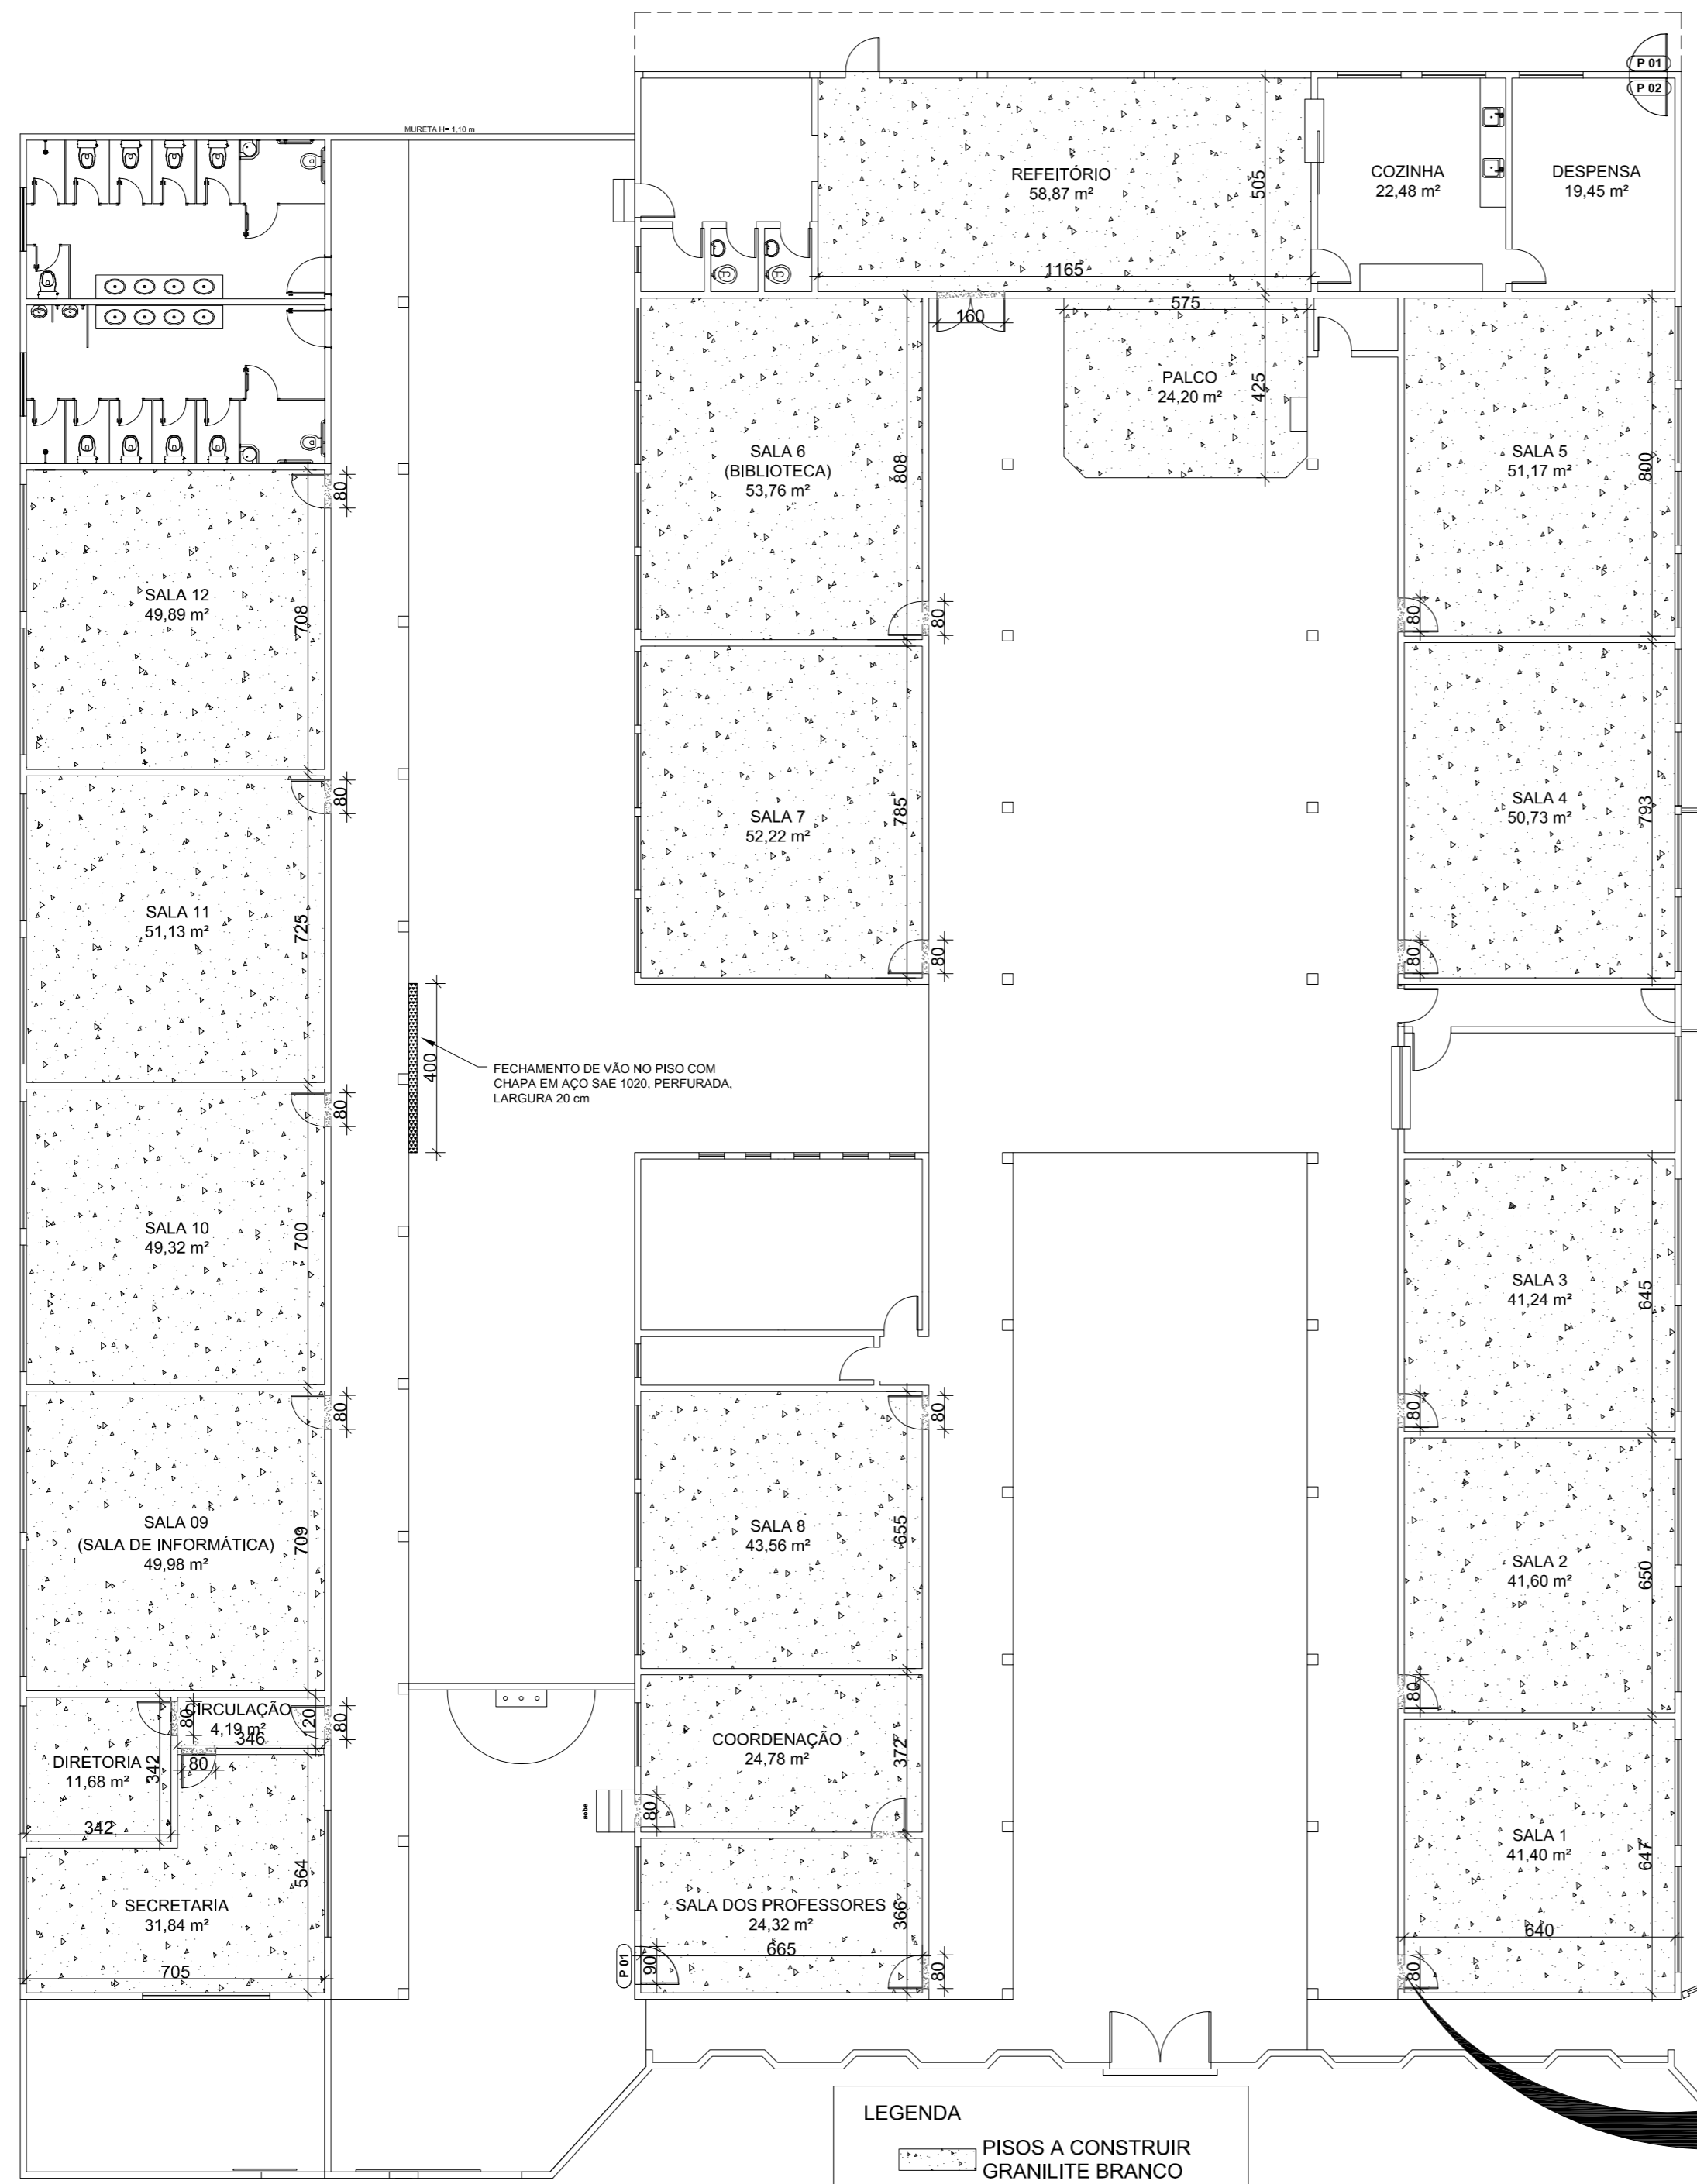 P 01
P 02
MURETA H= 1,10 m
REFEITÓRIO
58,87 m²
505
1165
COZINHA
22,48 m²
DESPENSA
19,45 m²
160
575
PALCO
24,20 m²
425
SALA 6
(BIBLIOTECA)
53,76 m²
808
80
SALA 5
51,17 m²
800
80
80
SALA 12
49,89 m²
708
SALA 7
52,22 m²
785
80
SALA 4
50,73 m²
793
80
80
SALA 11
51,13 m²
725
400
FECHAMENTO DE VÃO NO PISO COM
CHAPA EM AÇO SAE 1020, PERFURADA,
LARGURA 20 cm
80
SALA 10
49,32 m²
700
SALA 3
41,24 m²
645
80
80
SALA 09
(SALA DE INFORMÁTICA)
49,98 m²
709
80
SALA 8
43,56 m²
655
SALA 2
41,60 m²
650
80
CIRCULAÇÃO
4,19 m²
346
120
80
80
80
DIRETORIA
11,68 m²
342
342
COORDENAÇÃO
24,78 m²
372
80
sobe
SALA 1
41,40 m²
647
640
80
SECRETARIA
31,84 m²
564
705
SALA DOS PROFESSORES
24,32 m²
366
665
P 01
90
80
LEGENDA
PISOS A CONSTRUIR
GRANILITE BRANCO